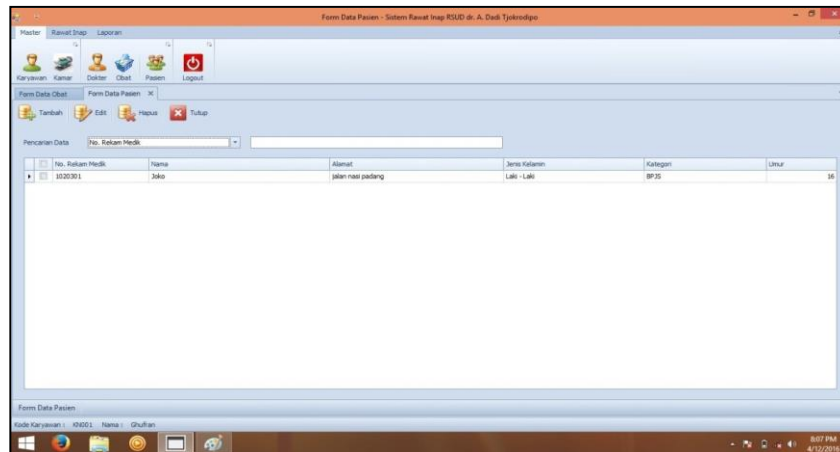 Form Data Pasien - Sistem Rawat Inap RSUD dr. A. Dadi Tjokrodipo
Master Rawat Inap Laporan
Karyawan Kamar Dokter Obat Pasien Logout
Form Data Obat Form Data Pasien
Tambah Edit Hapus Tutup
Pencarian Data No. Rekam Medik
No. Rekam Medik Nama Alamat Jenis Kelamin Kategori Umur
1020301 Joko jalan nasi padang Laki - Laki BPJS 16
Form Data Pasien
Kode Karyawan : KN001 Nama : Ghufran
8:07 PM
4/12/2016